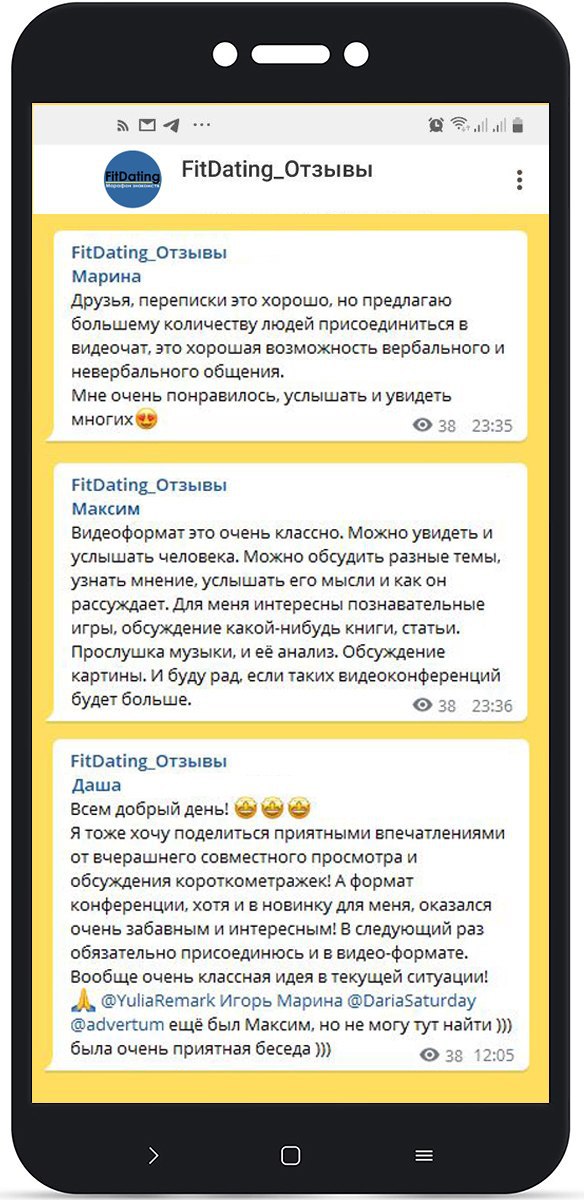 FitDating_Отзывы
FitDating
Марафон знакомств
FitDating_Отзывы
Марина
Друзья, переписки это хорошо, но предлагаю
большему количеству людей присоединиться в
видеочат, это хорошая возможность вербального и
невербального общения.
Мне очень понравилось, услышать и увидеть
многих😍
38 23:35
FitDating_Отзывы
Максим
Видеоформат это очень классно. Можно увидеть и
услышать человека. Можно обсудить разные темы,
узнать мнение, услышать его мысли и как он
рассуждает. Для меня интересны познавательные
игры, обсуждение какой-нибудь книги, статьи.
Прослушка музыки, и её анализ. Обсуждение
картины. И буду рад, если таких видеоконференций
будет больше.
38 23:36
FitDating_Отзывы
Даша
Всем добрый день! 🤩 🤩 🤩
Я тоже хочу поделиться приятными впечатлениями
от вчерашнего совместного просмотра и
обсуждения короткометражек! А формат
конференции, хотя и в новинку для меня, оказался
очень забавным и интересным! В следующий раз
обязательно присоединюсь и в видео-формате.
Вообще очень классная идея в текущей ситуации!
🙏 @YuliaRemark Игорь Марина @DariaSaturday
@advertum ещё был Максим, но не могу тут найти )))
была очень приятная беседа )))
38 12:05